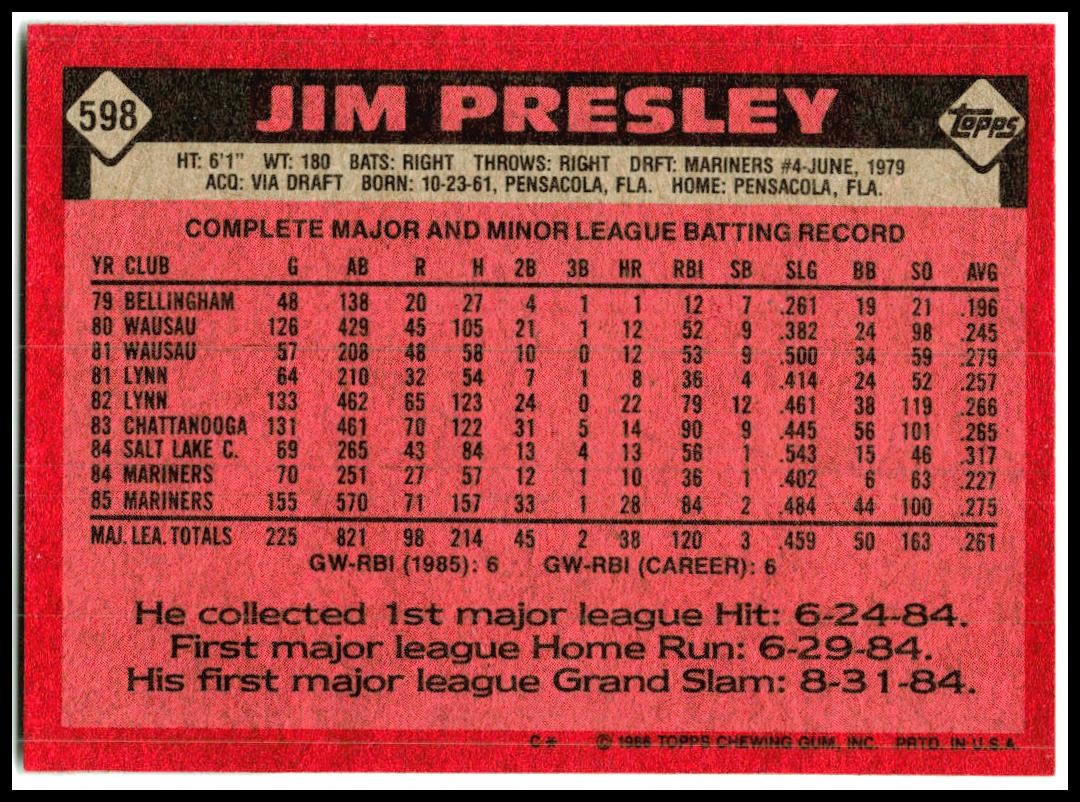 598 JIM PRESLEY Topps
HT: 6'1" WT: 180 BATS: RIGHT THROWS: RIGHT DRFT: MARINERS #4-JUNE, 1979
ACQ: VIA DRAFT BORN: 10-23-61, PENSACOLA, FLA. HOME: PENSACOLA, FLA.
COMPLETE MAJOR AND MINOR LEAGUE BATTING RECORD
YR CLUB G AB R H 2B 3B HR RBI SB SLG BB SO AVG
79 BELLINGHAM 48 138 20 27 4 1 1 12 7 .261 19 21 .196
80 WAUSAU 126 429 45 105 21 1 12 52 9 .382 24 98 .245
81 WAUSAU 57 208 48 58 10 0 12 53 9 .500 34 59 .279
81 LYNN 64 210 32 54 7 1 8 36 4 .414 24 52 .257
82 LYNN 133 462 65 123 24 0 22 79 12 .461 38 119 .266
83 CHATTANOOGA 131 461 70 122 31 5 14 90 9 .445 56 101 .265
84 SALT LAKE C. 69 265 43 84 13 4 13 56 1 .543 15 46 .317
84 MARINERS 70 251 27 57 12 1 10 36 1 .402 6 63 .227
85 MARINERS 155 570 71 157 33 1 28 84 2 .484 44 100 .275
MAJ. LEA. TOTALS 225 821 98 214 45 2 38 120 3 .459 50 163 .261
GW-RBI (1985): 6 GW-RBI (CAREER): 6
He collected 1st major league Hit: 6-24-84.
First major league Home Run: 6-29-84.
His first major league Grand Slam: 8-31-84.
C* © 1986 TOPPS CHEWING GUM, INC. PRTD. IN U.S.A.